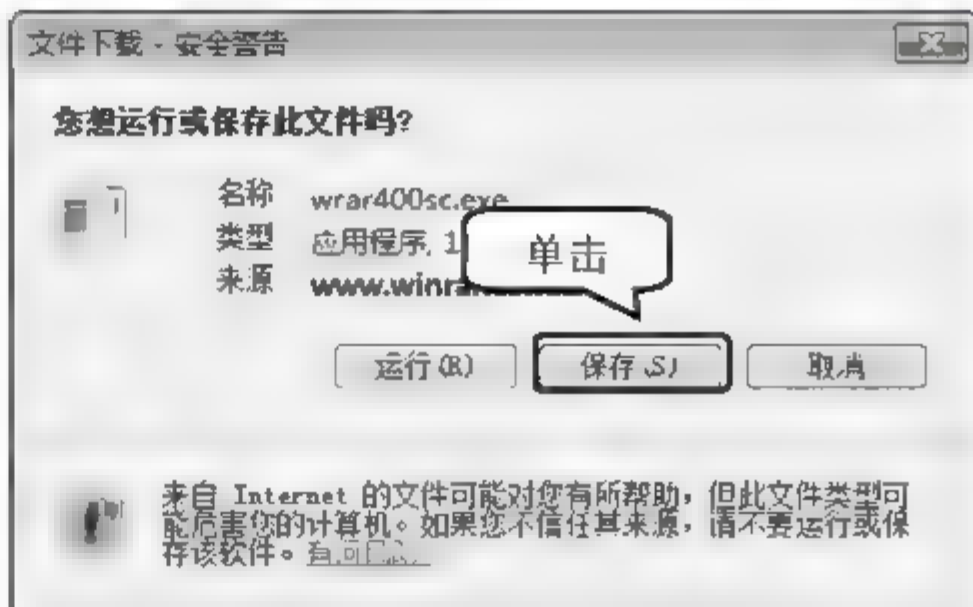 文件下载 - 安全警告
您想运行或保存此文件吗?
名称 wrar400sc.exe
类型 应用程序, 1
来源 www.winrar
单击
运行(R) 保存(S) 取消
来自 Internet 的文件可能对您有所帮助,但此文件类型可
能危害您的计算机。如果您不信任其来源,请不要运行或保
存该软件。